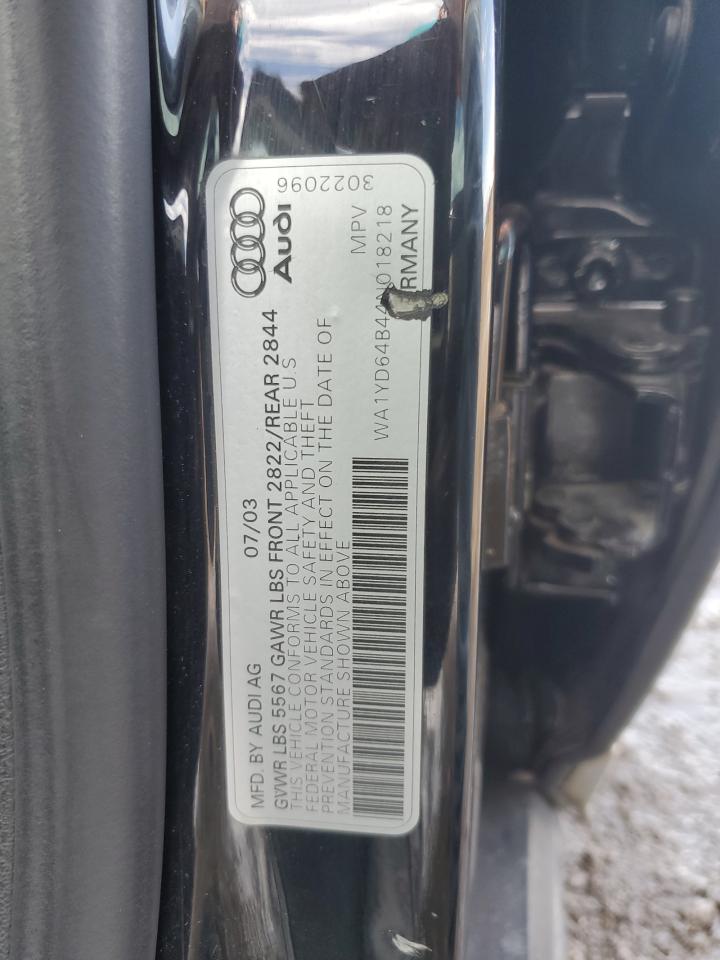 3022096
Audi
MFD. BY AUDI AG 07/03
GVWR LBS 5567 GAWR LBS FRONT 2822/REAR 2844
THIS VEHICLE CONFORMS TO ALL APPLICABLE U.S
FEDERAL MOTOR VEHICLE SAFETY AND THEFT
PREVENTION STANDARDS IN EFFECT ON THE DATE OF
MANUFACTURE SHOWN ABOVE MPV
WA1YD64B44N018218
RMANY